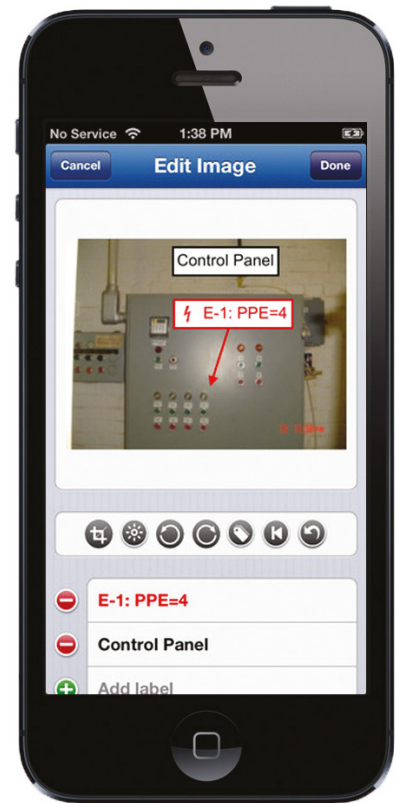 No Service 1:38 PM
Cancel Edit Image Done
Control Panel
E-1: PPE=4
E-1: PPE=4
Control Panel
Add label